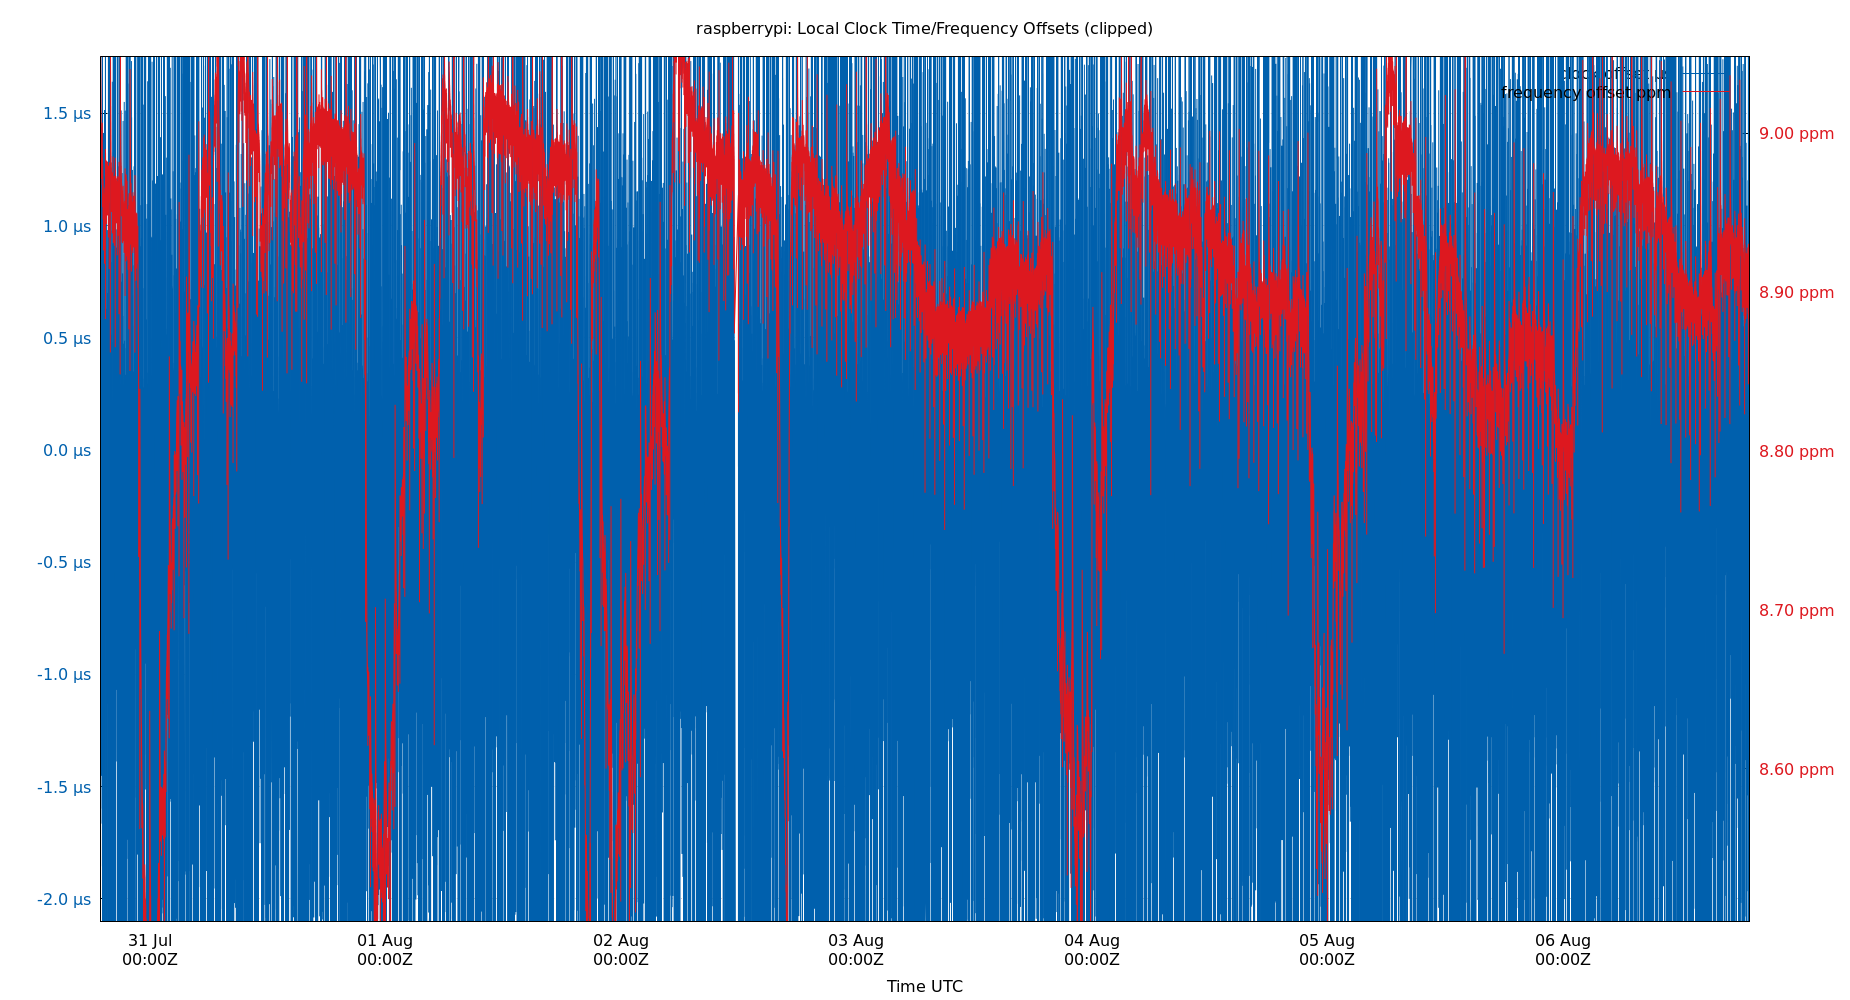 raspberrypi: Local Clock Time/Frequency Offsets (clipped)
clock offset μs
frequency offset ppm
1.5 μs
1.0 μs
0.5 μs
0.0 μs
-0.5 μs
-1.0 μs
-1.5 μs
-2.0 μs
9.00 ppm
8.90 ppm
8.80 ppm
8.70 ppm
8.60 ppm
31 Jul
00:00Z
01 Aug
00:00Z
02 Aug
00:00Z
03 Aug
00:00Z
04 Aug
00:00Z
05 Aug
00:00Z
06 Aug
00:00Z
Time UTC